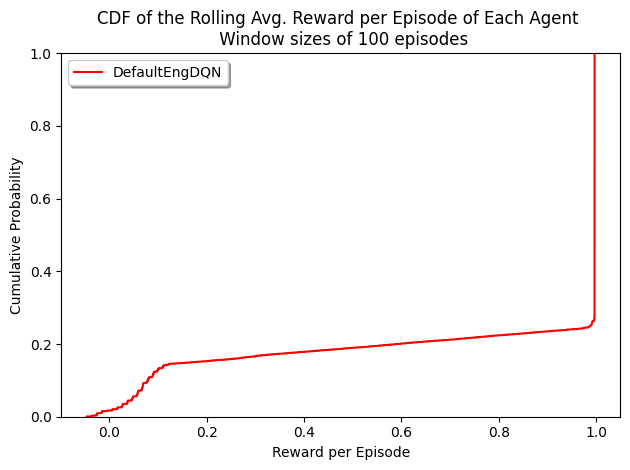 CDF of the Rolling Avg. Reward per Episode of Each Agent
Window sizes of 100 episodes
DefaultEngDQN
1.0
0.8
0.6
0.4
0.2
0.0
Cumulative Probability
0.0 0.2 0.4 0.6 0.8 1.0
Reward per Episode